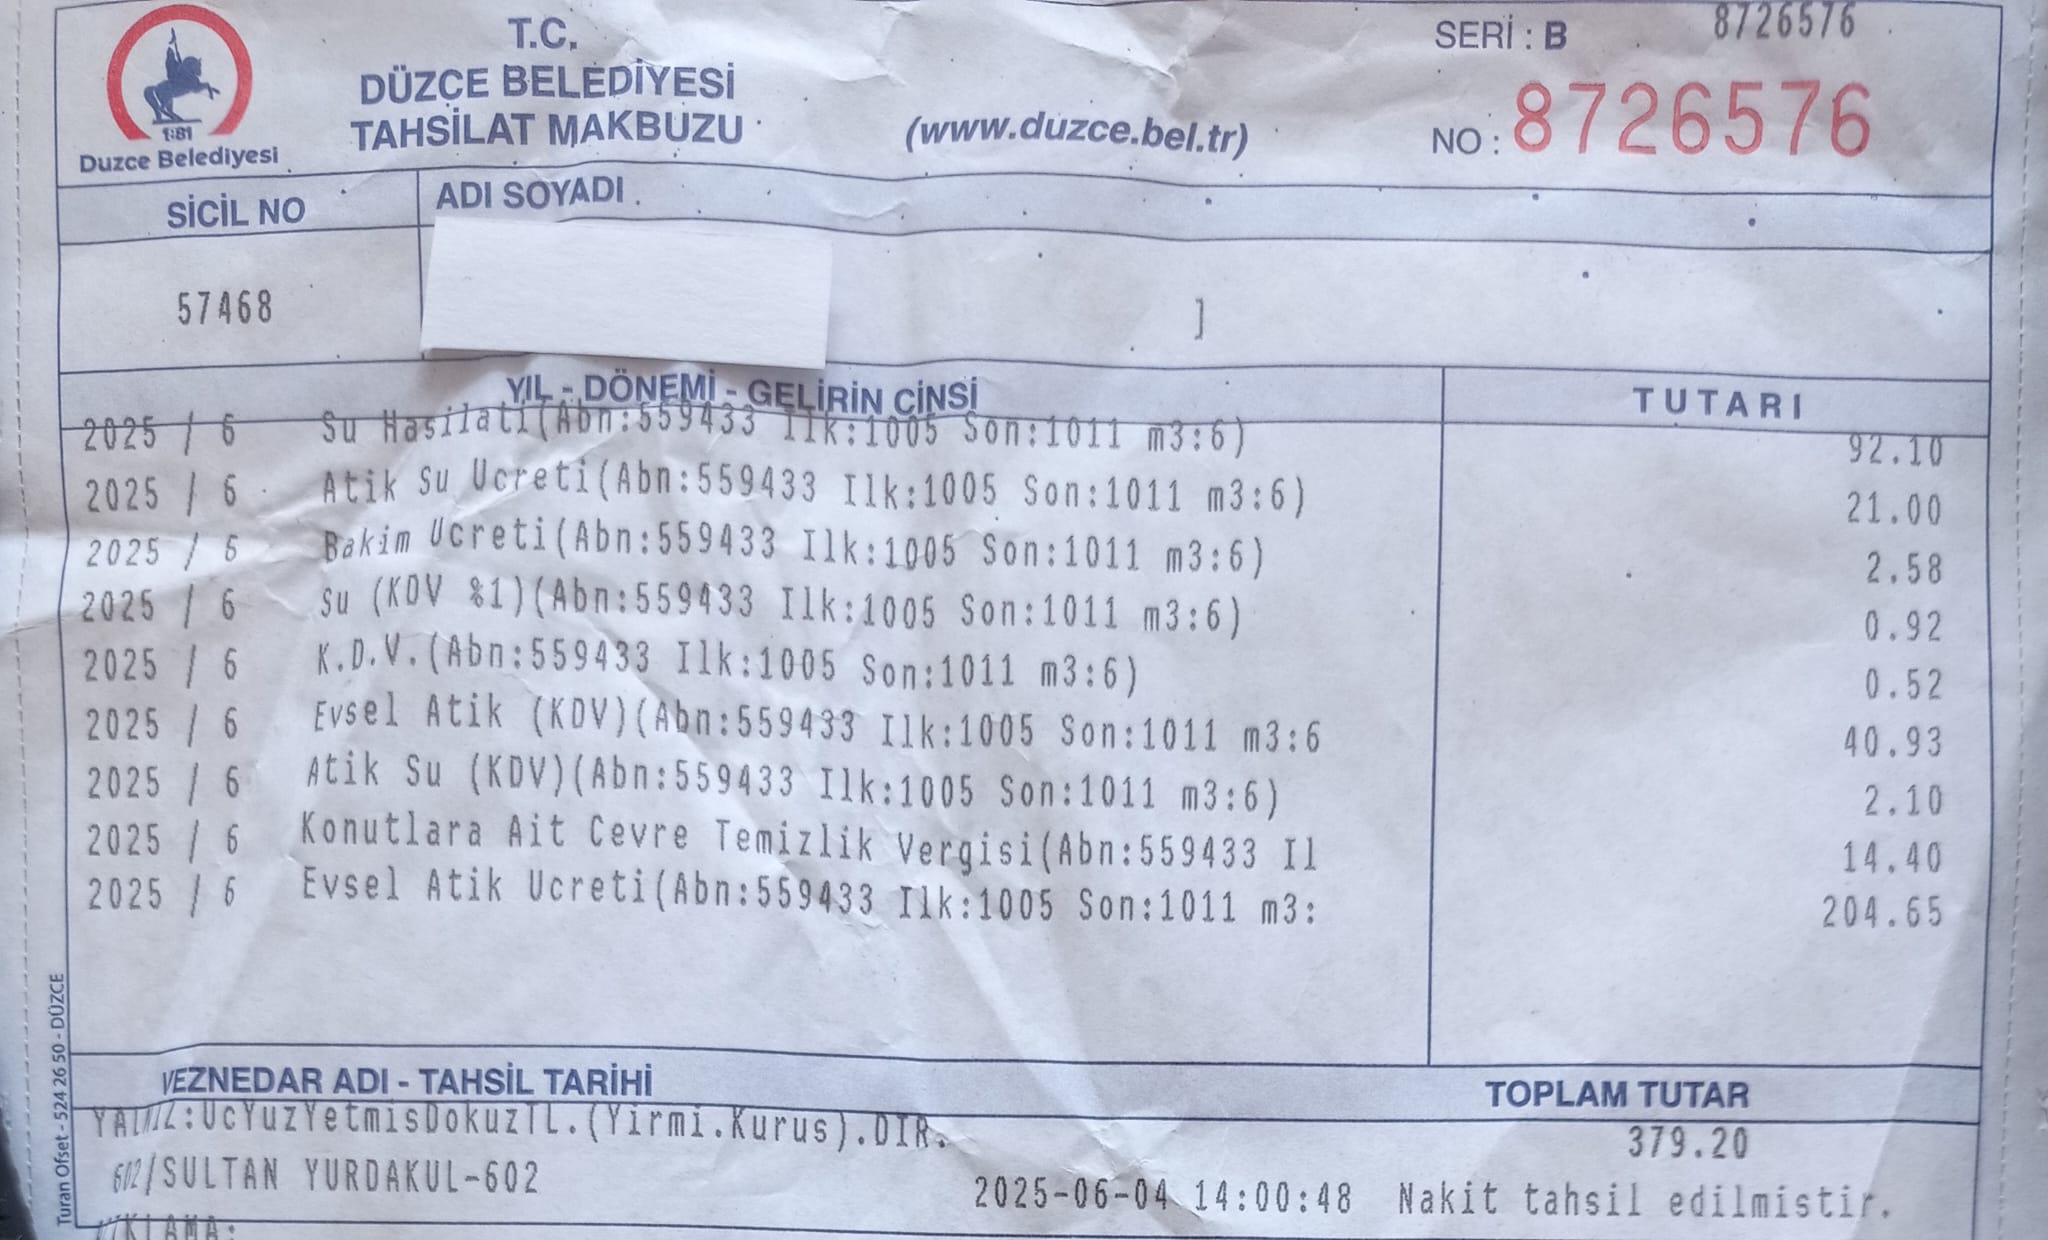 T.C.
DÜZCE BELEDİYESİ
TAHSİLAT MAKBUZU
(www.duzce.bel.tr)
SERİ : B 8726576
NO : 8726576
1:81
Duzce Belediyesi
SİCİL NO
ADI SOYADI
57468
]
YIL - DÖNEMİ - GELİRİN CİNSİ
TUTARI
2025 / 6 Su Hasilati(Abn:559433 Ilk:1005 Son:1011 m3:6) 92.10
2025 / 6 Atik Su Ucreti(Abn:559433 Ilk:1005 Son:1011 m3:6) 21.00
2025 / 6 Bakim Ucreti(Abn:559433 Ilk:1005 Son:1011 m3:6) 2.58
2025 / 6 Su (KDV %1)(Abn:559433 Ilk:1005 Son:1011 m3:6) 0.92
2025 / 6 K.D.V.(Abn:559433 Ilk:1005 Son:1011 m3:6) 0.52
2025 / 6 Evsel Atik (KDV)(Abn:559433 Ilk:1005 Son:1011 m3:6 40.93
2025 / 6 Atik Su (KDV)(Abn:559433 Ilk:1005 Son:1011 m3:6) 2.10
2025 / 6 Konutlara Ait Cevre Temizlik Vergisi(Abn:559433 Il 14.40
2025 / 6 Evsel Atik Ucreti(Abn:559433 Ilk:1005 Son:1011 m3: 204.65
VEZNEDAR ADI - TAHSİL TARİHİ
TOPLAM TUTAR
YALNIZ:UcYuzYetmisDokuzTL.(Yirmi.Kurus).DIR.
379.20
602/SULTAN YURDAKUL-602
2025-06-04 14:00:48 Nakit tahsil edilmistir.
Turan Ofset - 524 26 50 - DÜZCE